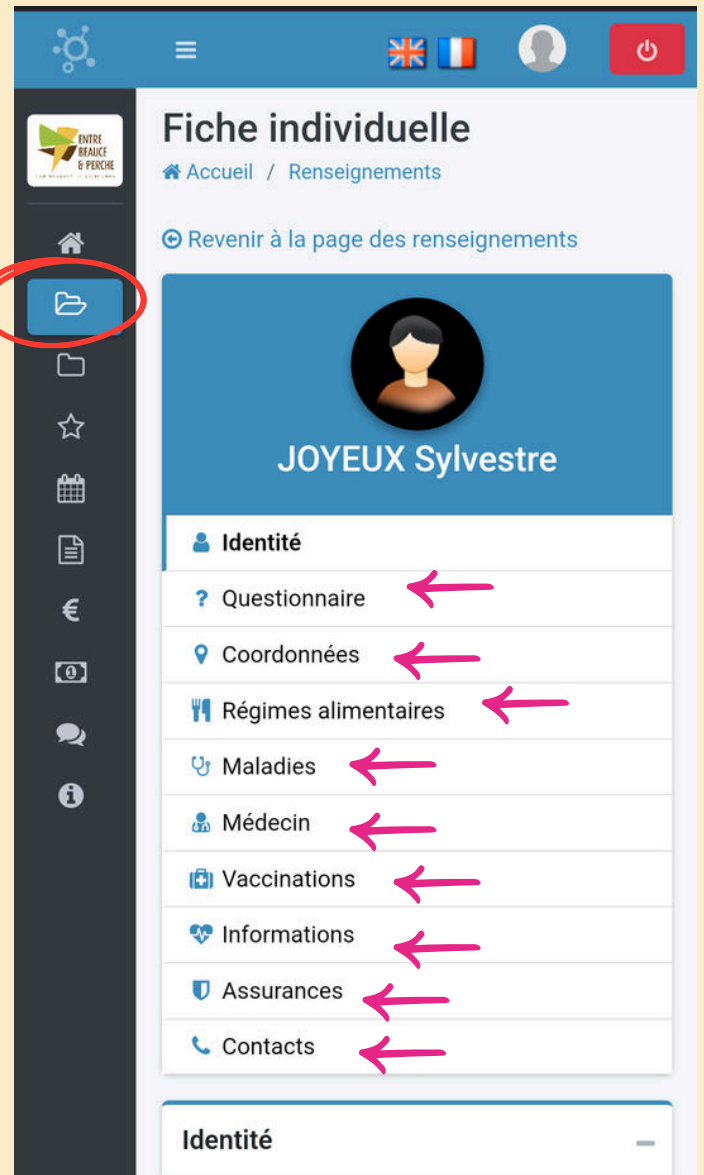 ENTRE
BEAUCE
& PERCHE
Fiche individuelle
Accueil / Renseignements
Revenir à la page des renseignements
JOYEUX Sylvestre
Identité
? Questionnaire
Coordonnées
Régimes alimentaires
Maladies
Médecin
Vaccinations
Informations
Assurances
Contacts
€
Identité